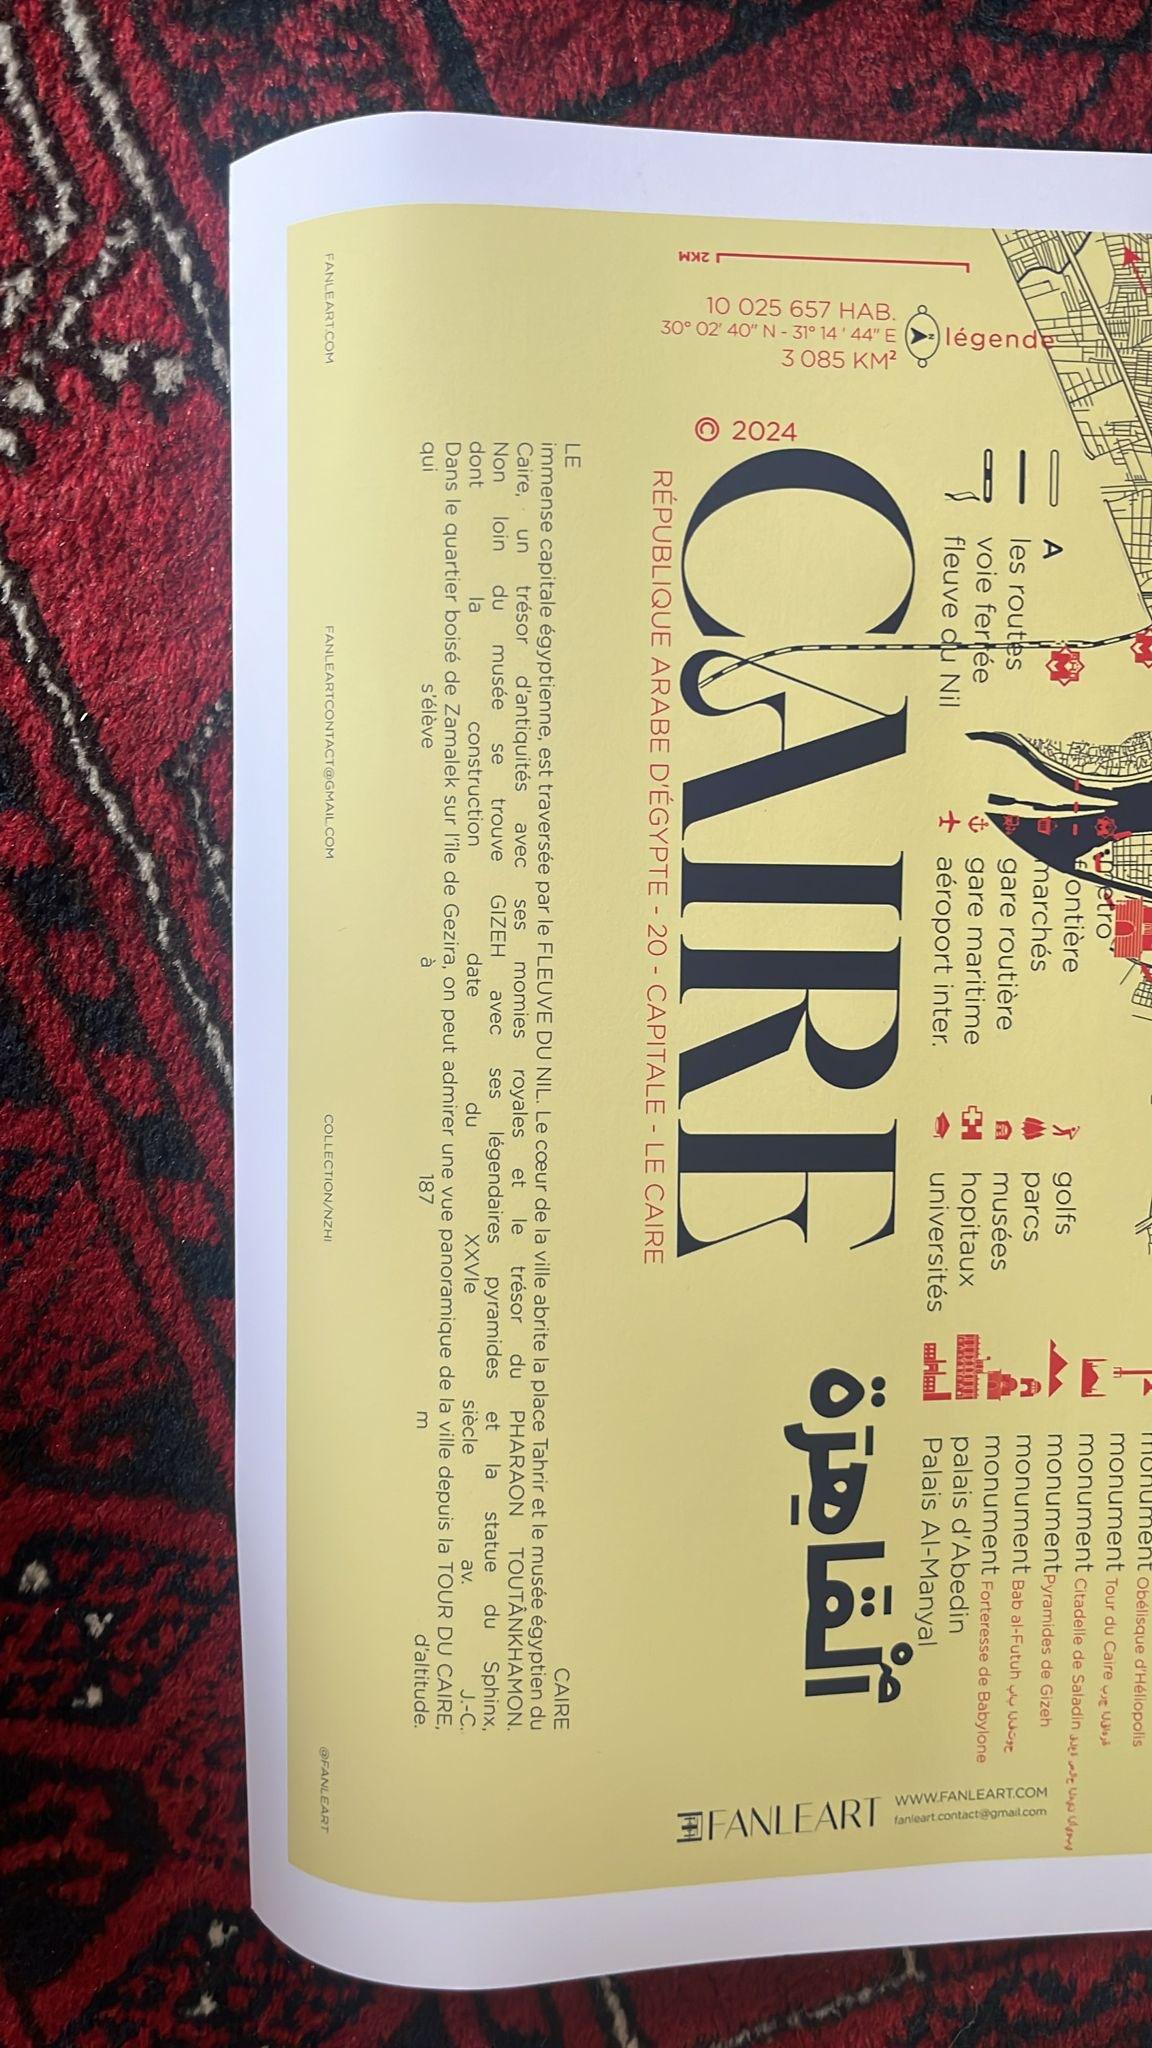 2KM
10 025 657 HAB.
30° 02' 40" N - 31° 14 ' 44" E
3 085 KM²
N
légende
A
les routes
voie ferrée
fleuve du Nil
métro
marchés
gare routière
gare maritime
aéroport inter.
golfs
parcs
musées
hopitaux
universités
monument Obélisque d'Héliopolis
monument Tour du Caire
monument Citadelle de Saladin
monument Pyramides de Gizeh
monument Bab al-Futuh
monument Forteresse de Babylone
palais d'Abedin
Palais Al-Manyal
© 2024
CAIRE
اُلْقَاهِرَة
RÉPUBLIQUE ARABE D'ÉGYPTE - 20 - CAPITALE - LE CAIRE
WWW.FANLEART.COM
fanleart.contact@gmail.com
FANLEART
LE CAIRE
immense capitale égyptienne, est traversée par le FLEUVE DU NIL. Le cœur de la ville abrite la place Tahrir et le musée égyptien du
Caire, un trésor d'antiquités avec ses momies royales et le trésor du PHARAON TOUTÂNKHAMON.
Non loin du musée se trouve GIZEH avec ses légendaires pyramides et la statue du Sphinx,
dont la construction date du XXVIe siècle av. J.-C.
Dans le quartier boisé de Zamalek sur l'île de Gezira, on peut admirer une vue panoramique de la ville depuis la TOUR DU CAIRE,
qui s'élève à 187 m d'altitude.
FANLEART.COM
FANLEARTCONTACT@GMAIL.COM
COLLECTION/NZHI
@FANLEART